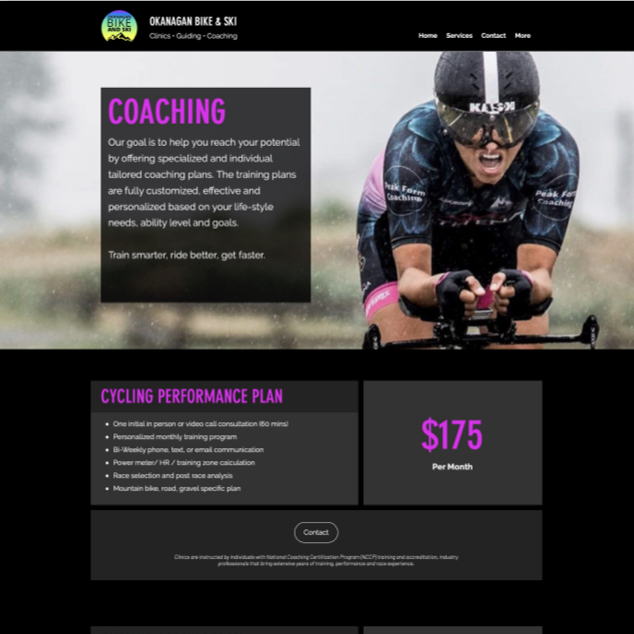 BIKE
AND SKI
OKANAGAN BIKE & SKI
Clinics - Guiding - Coaching
Home Services Contact More
COACHING
Our goal is to help you reach your potential
by offering specialized and individual
tailored coaching plans. The training plans
are fully customized, effective and
personalized based on your life-style
needs, ability level and goals.
Train smarter, ride better, get faster.
KASK
Peak Form
Coaching
Peak Form
Coaching
CYCLING PERFORMANCE PLAN
• One initial in person or video call consultation (60 mins)
• Personalized monthly training program
• Bi-Weekly phone, text, or email communication
• Power meter/ HR / training zone calculation
• Race selection and post race analysis
• Mountain bike, road, gravel specific plan
$175
Per Month
Contact
Clinics are instructed by individuals with National Coaching Certification Program (NCCP) training and accreditation, industry
professionals that bring extensive years of training, performance and race experience.